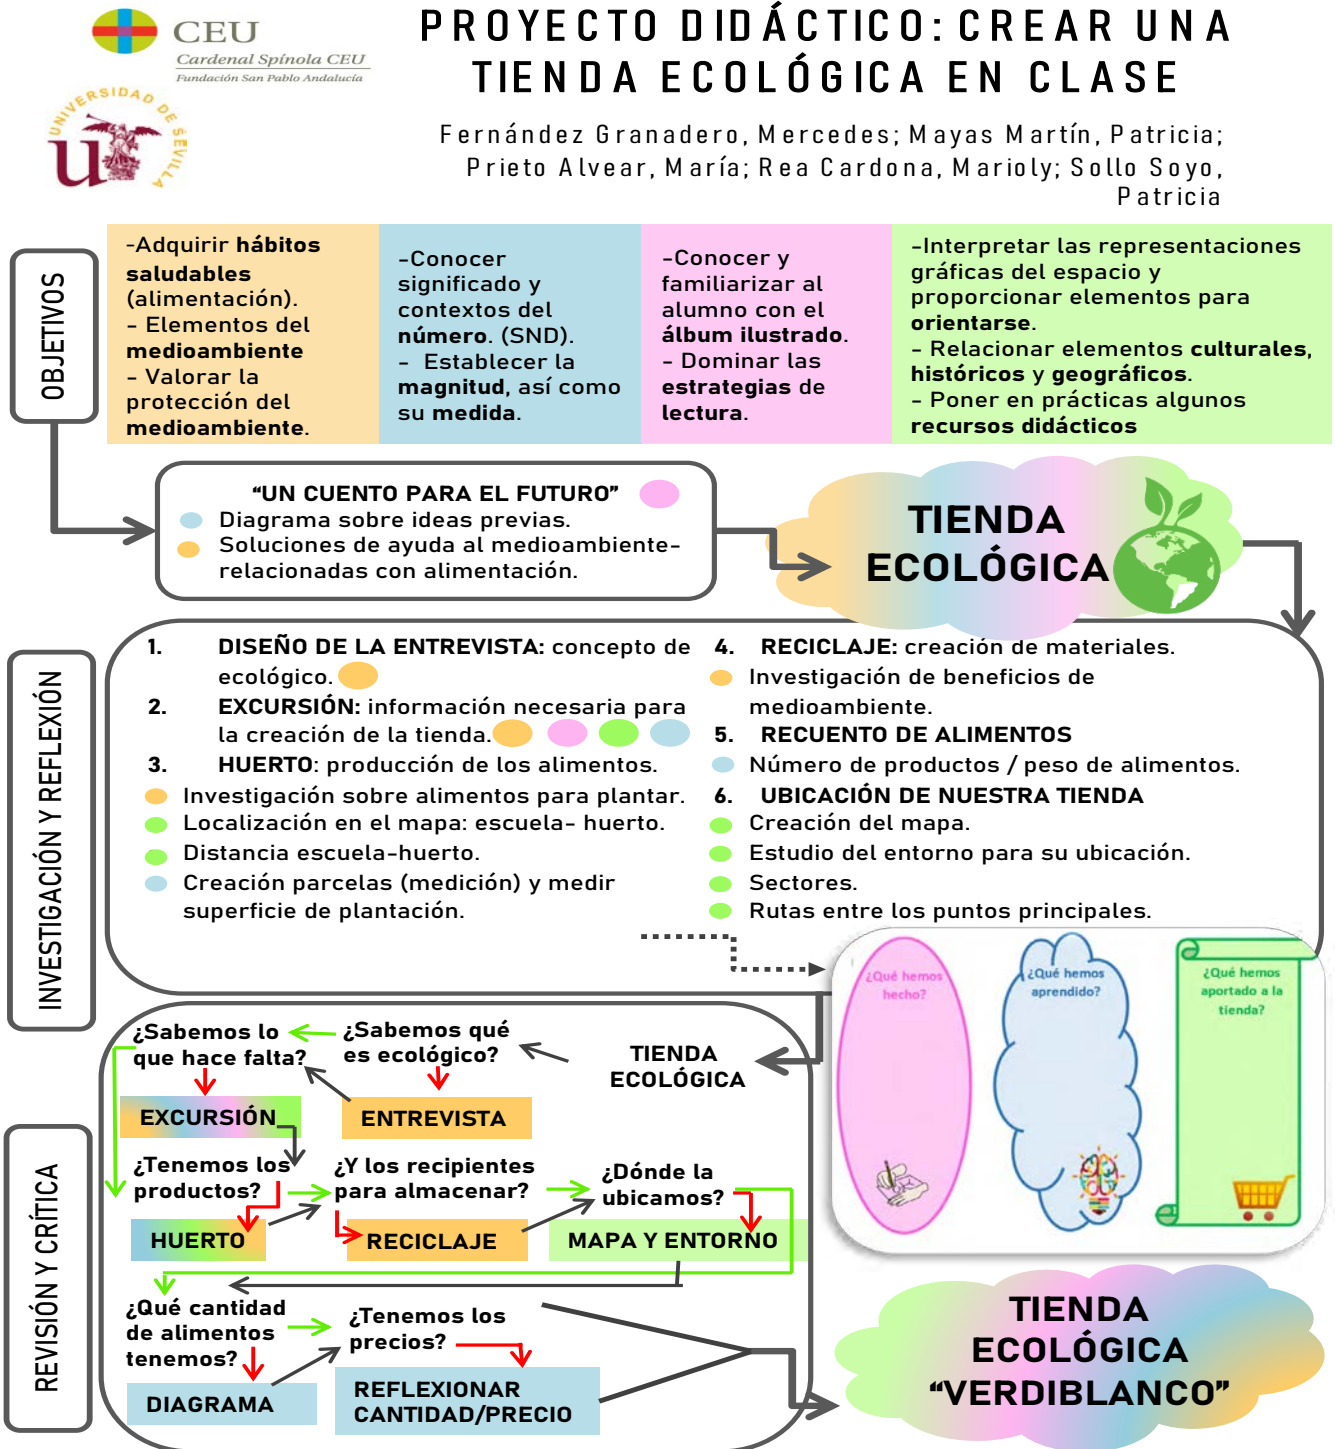 CEU
Cardenal Spínola CEU
Fundación San Pablo Andalucía
UNIVERSIDAD DE SEVILLA
U
PROYECTO DIDÁCTICO: CREAR UNA
TIENDA ECOLÓGICA EN CLASE
Fernández Granadero, Mercedes; Mayas Martín, Patricia;
Prieto Alvear, María; Rea Cardona, Marioly; Sollo Soyo,
Patricia
OBJETIVOS
-Adquirir hábitos
saludables
(alimentación).
- Elementos del
medioambiente
- Valorar la
protección del
medioambiente.
-Conocer
significado y
contextos del
número. (SND).
- Establecer la
magnitud, así como
su medida.
-Conocer y
familiarizar al
alumno con el
álbum ilustrado.
- Dominar las
estrategias de
lectura.
-Interpretar las representaciones
gráficas del espacio y
proporcionar elementos para
orientarse.
- Relacionar elementos culturales,
históricos y geográficos.
- Poner en prácticas algunos
recursos didácticos
“UN CUENTO PARA EL FUTURO”
Diagrama sobre ideas previas.
Soluciones de ayuda al medioambiente-
relacionadas con alimentación.
TIENDA
ECOLÓGICA
INVESTIGACIÓN Y REFLEXIÓN
1. DISEÑO DE LA ENTREVISTA: concepto de
ecológico.
2. EXCURSIÓN: información necesaria para
la creación de la tienda.
3. HUERTO: producción de los alimentos.
Investigación sobre alimentos para plantar.
Localización en el mapa: escuela- huerto.
Distancia escuela-huerto.
Creación parcelas (medición) y medir
superficie de plantación.
4. RECICLAJE: creación de materiales.
Investigación de beneficios de
medioambiente.
5. RECUENTO DE ALIMENTOS
Número de productos / peso de alimentos.
6. UBICACIÓN DE NUESTRA TIENDA
Creación del mapa.
Estudio del entorno para su ubicación.
Sectores.
Rutas entre los puntos principales.
¿Qué hemos
hecho?
¿Qué hemos
aprendido?
¿Qué hemos
aportado a la
tienda?
REVISIÓN Y CRÍTICA
¿Sabemos lo
que hace falta?
¿Sabemos qué
es ecológico?
TIENDA
ECOLÓGICA
EXCURSIÓN
ENTREVISTA
¿Tenemos los
productos?
¿Y los recipientes
para almacenar?
¿Dónde la
ubicamos?
HUERTO
RECICLAJE
MAPA Y ENTORNO
¿Qué cantidad
de alimentos
tenemos?
¿Tenemos los
precios?
DIAGRAMA
REFLEXIONAR
CANTIDAD/PRECIO
TIENDA
ECOLÓGICA
“VERDIBLANCO”